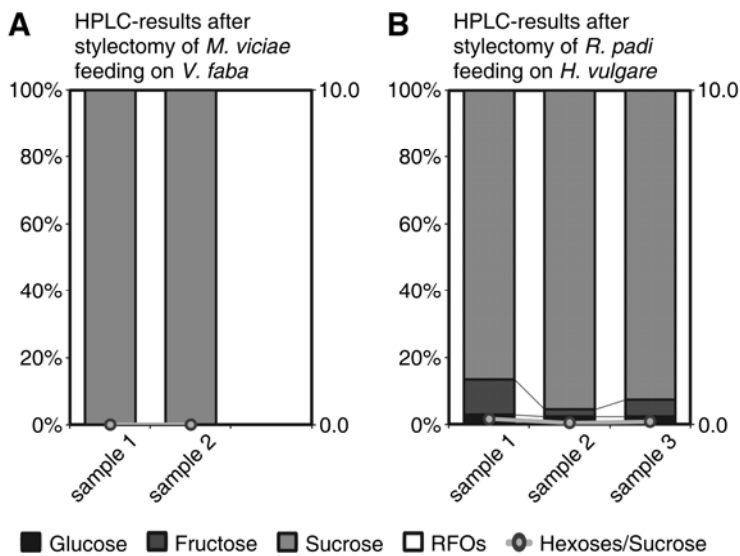 A
HPLC-results after
stylectomy of M. viciae
feeding on V. faba
100%
80%
60%
40%
20%
0%
10.0
0.0
sample 1
sample 2
B
HPLC-results after
stylectomy of R. padi
feeding on H. vulgare
100%
80%
60%
40%
20%
0%
10.0
0.0
sample 1
sample 2
sample 3
Glucose Fructose Sucrose RFOs Hexoses/Sucrose